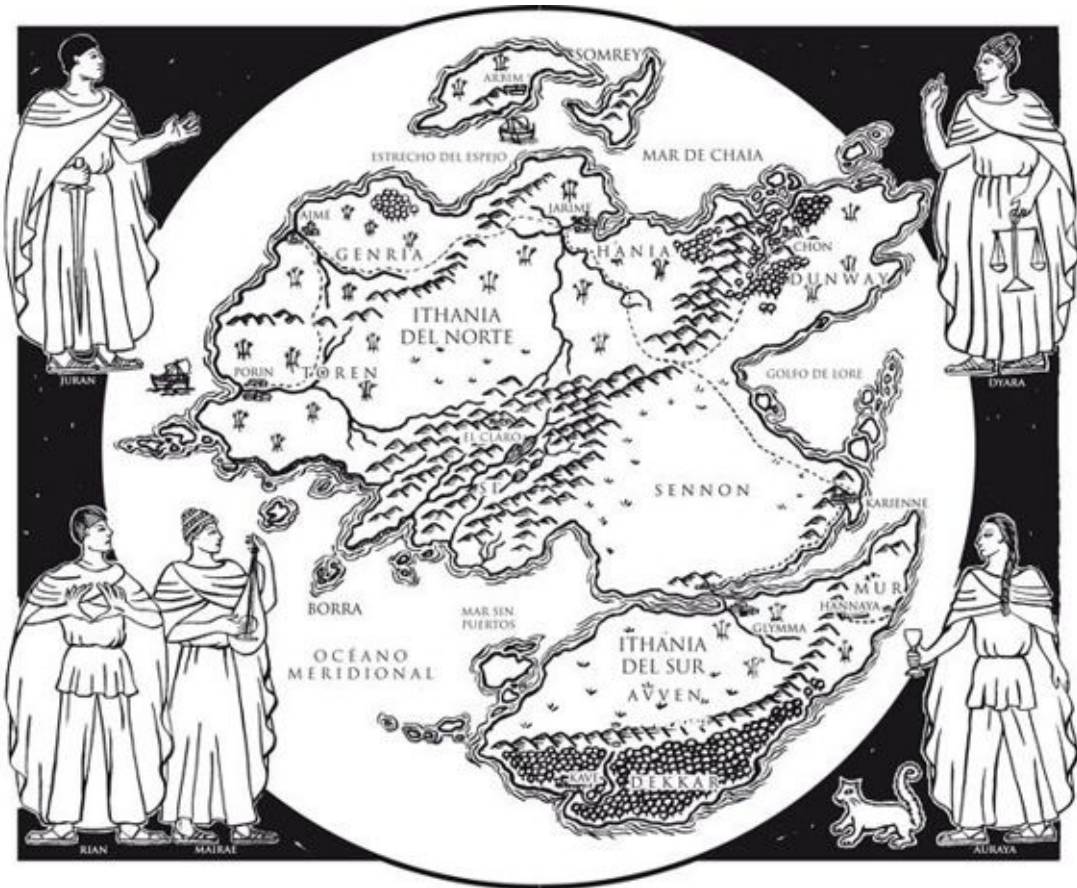 SOMREY
ARBIM
ESTRECHO DEL ESPEJO
MAR DE CHAIA
AIME
JARIME
GENRIA
HANIA
CHON
DUNWAY
ITHANIA
DEL NORTE
JURAN
PORIN
TOREN
GOLFO DE LORE
DYARA
EL CLARO
SI
SENNON
KARIENNE
BORRA
MAR SIN
PUERTOS
MUR
HANNAYA
GLYMMA
OCÉANO
MERIDIONAL
ITHANIA
DEL SUR
AVVEN
KAVE
DEKKAR
RIAN
MAIRAE
AURAYA